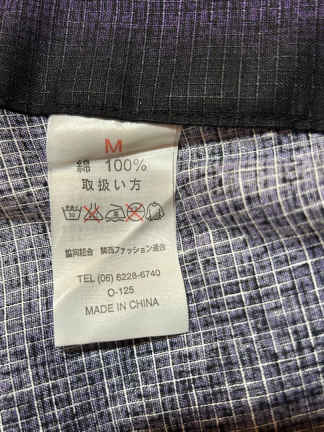 M
綿 100%
取扱い方
協同組合 関西ファッション連合
TEL (06) 6228-6740
O-125
MADE IN CHINA